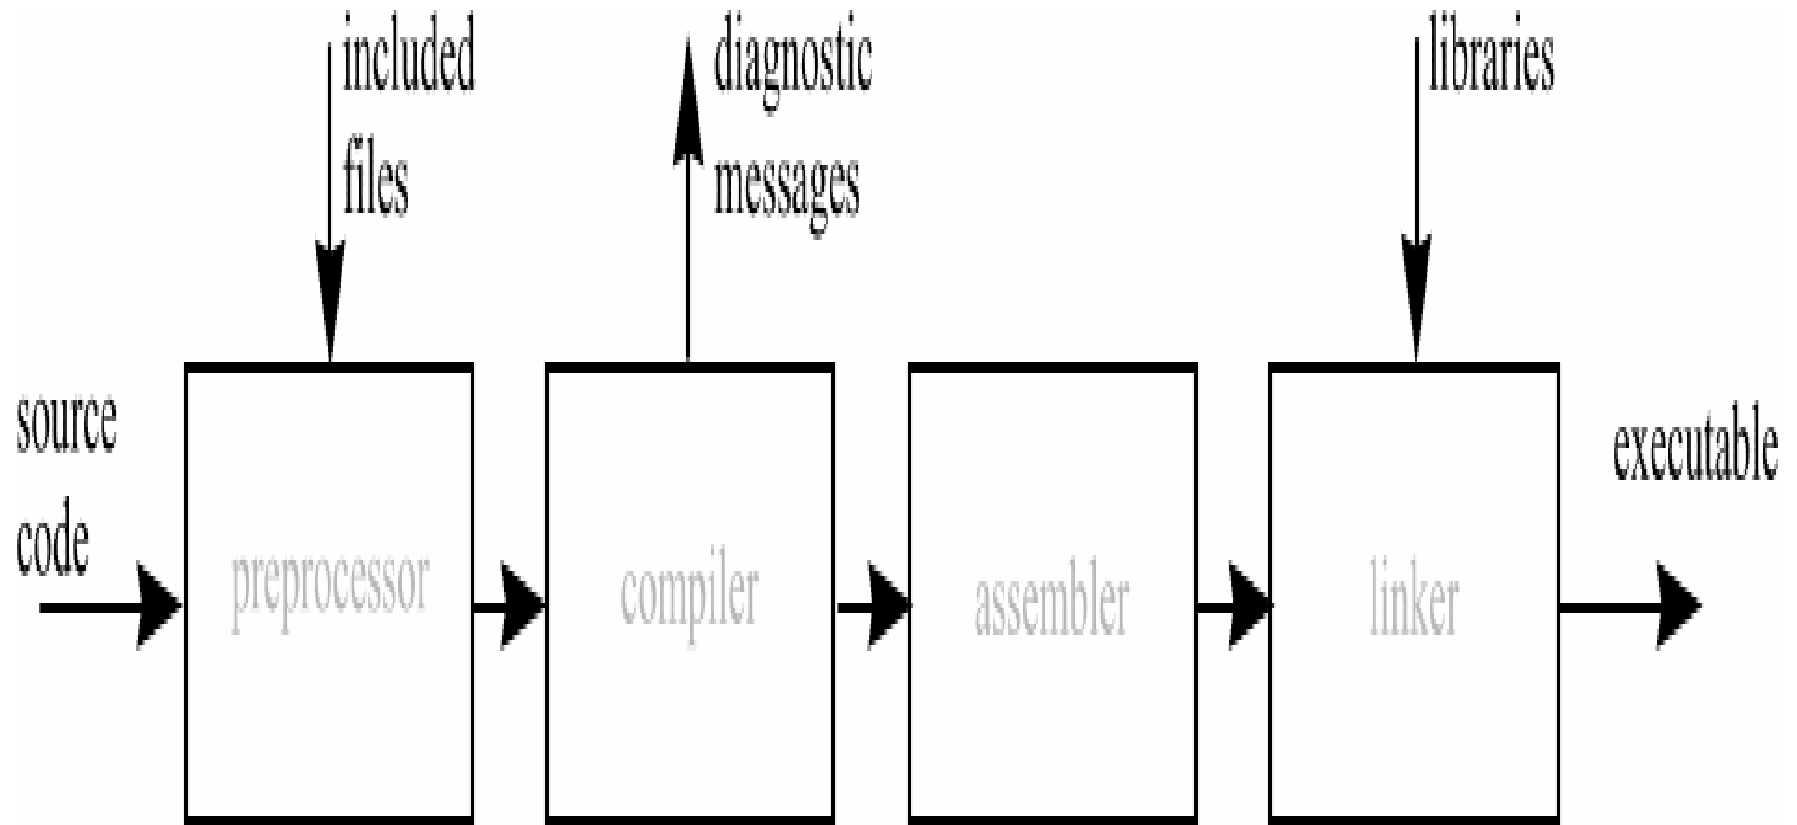 included
files
diagnostic
messages
libraries
source
code
executable
preprocessor
compiler
assembler
linker